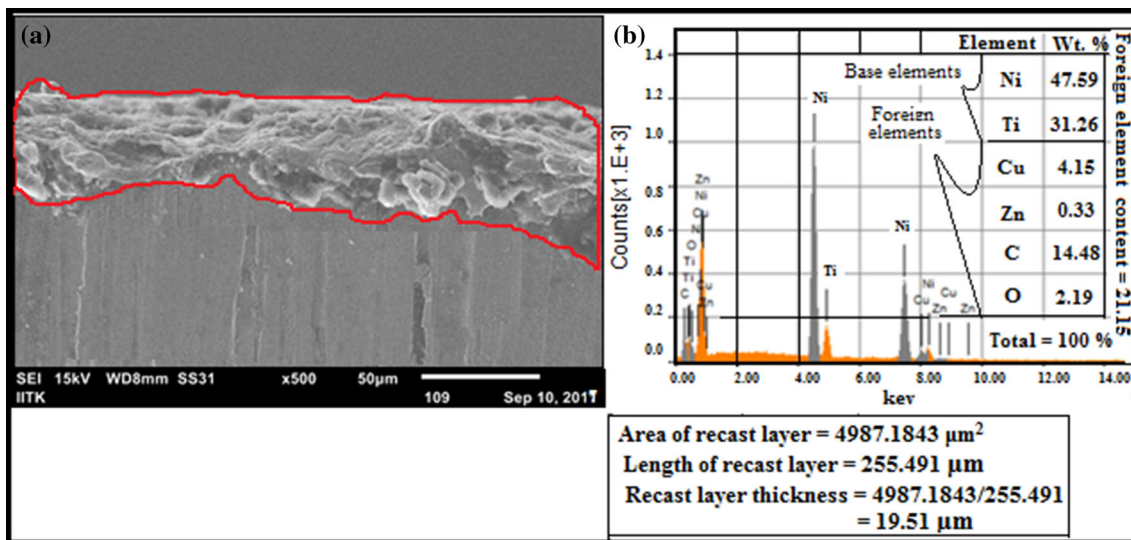 (a)
SEI 15kV WD8mm SS31 x500 50µm
IITK 109 Sep 10, 2011
(b)
Counts[x1.E+3]
1.4
1.2
1.0
0.8
0.6
0.4
0.2
0.0
0.00 2.00 4.00 6.00 8.00 10.00 12.00 14.00
kev
Zn
Ni
Cu
N
O
Ti
Ti
C
Cu
Zn
Ni
Ti
Ni
Cu
Ni
Zn
Cu
Zn
Base elements
Foreign
elements
Element Wt. %
Ni 47.59
Ti 31.26
Cu 4.15
Zn 0.33
C 14.48
O 2.19
Total = 100 %
Foreign element content = 21.15
Area of recast layer = 4987.1843 µm²
Length of recast layer = 255.491 µm
Recast layer thickness = 4987.1843/255.491
= 19.51 µm